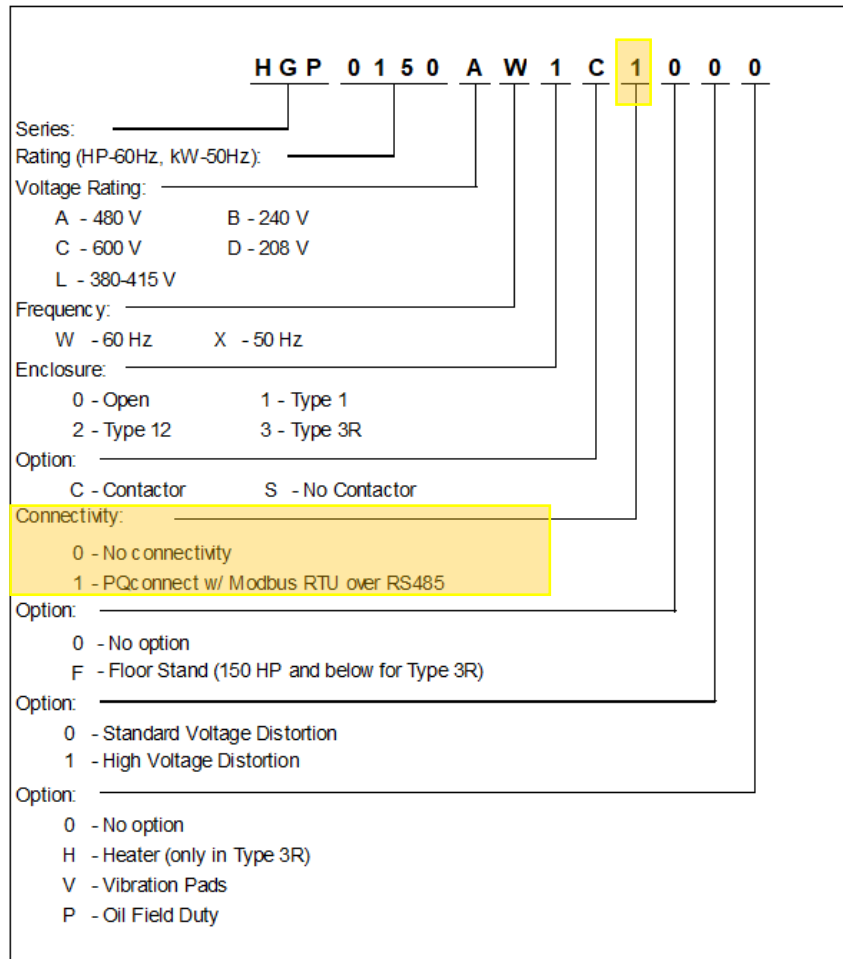 HGP 0150 A W 1 C 1 0 0 0
Series:
Rating (HP-60Hz, kW-50Hz):
Voltage Rating:
A - 480 V B - 240 V
C - 600 V D - 208 V
L - 380-415 V
Frequency:
W - 60 Hz X - 50 Hz
Enclosure:
0 - Open 1 - Type 1
2 - Type 12 3 - Type 3R
Option:
C - Contactor S - No Contactor
Connectivity:
0 - No connectivity
1 - PQconnect w/ Modbus RTU over RS485
Option:
0 - No option
F - Floor Stand (150 HP and below for Type 3R)
Option:
0 - Standard Voltage Distortion
1 - High Voltage Distortion
Option:
0 - No option
H - Heater (only in Type 3R)
V - Vibration Pads
P - Oil Field Duty